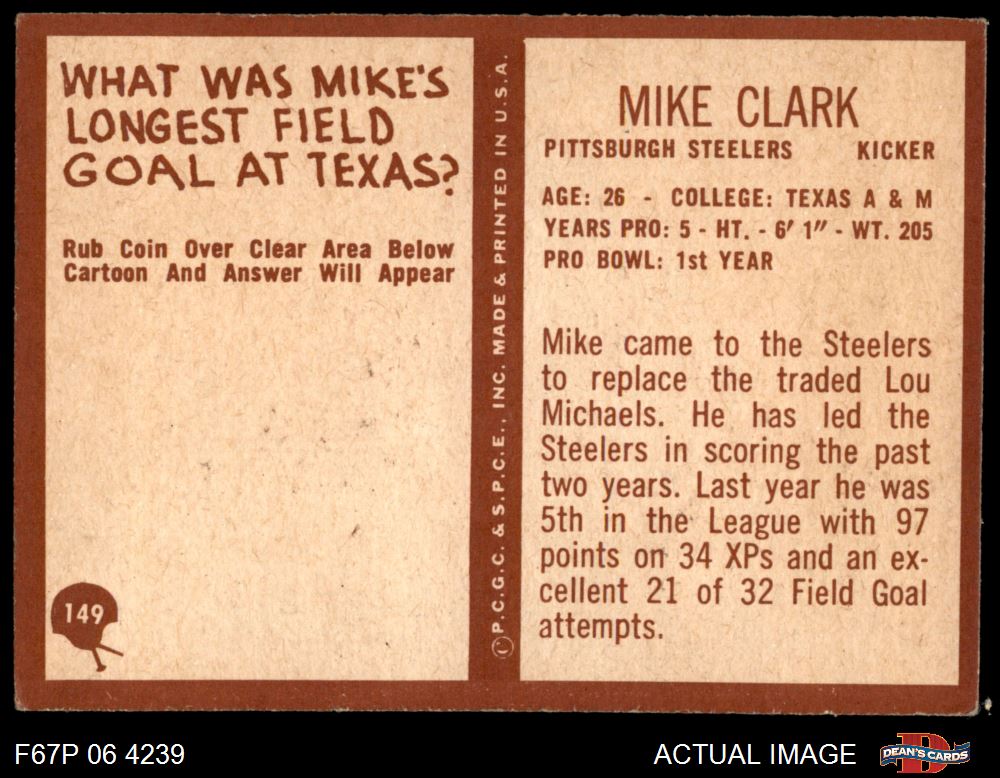 WHAT WAS MIKE'S
LONGEST FIELD
GOAL AT TEXAS?
Rub Coin Over Clear Area Below
Cartoon And Answer Will Appear
149
© P.C.G.C. & S.P.C.E., INC. MADE & PRINTED IN U.S.A.
MIKE CLARK
PITTSBURGH STEELERS KICKER
AGE: 26 - COLLEGE: TEXAS A & M
YEARS PRO: 5 - HT. - 6' 1" - WT. 205
PRO BOWL: 1st YEAR
Mike came to the Steelers
to replace the traded Lou
Michaels. He has led the
Steelers in scoring the past
two years. Last year he was
5th in the League with 97
points on 34 XPs and an ex-
cellent 21 of 32 Field Goal
attempts.
F67P 06 4239
ACTUAL IMAGE
DEAN'S CARDS